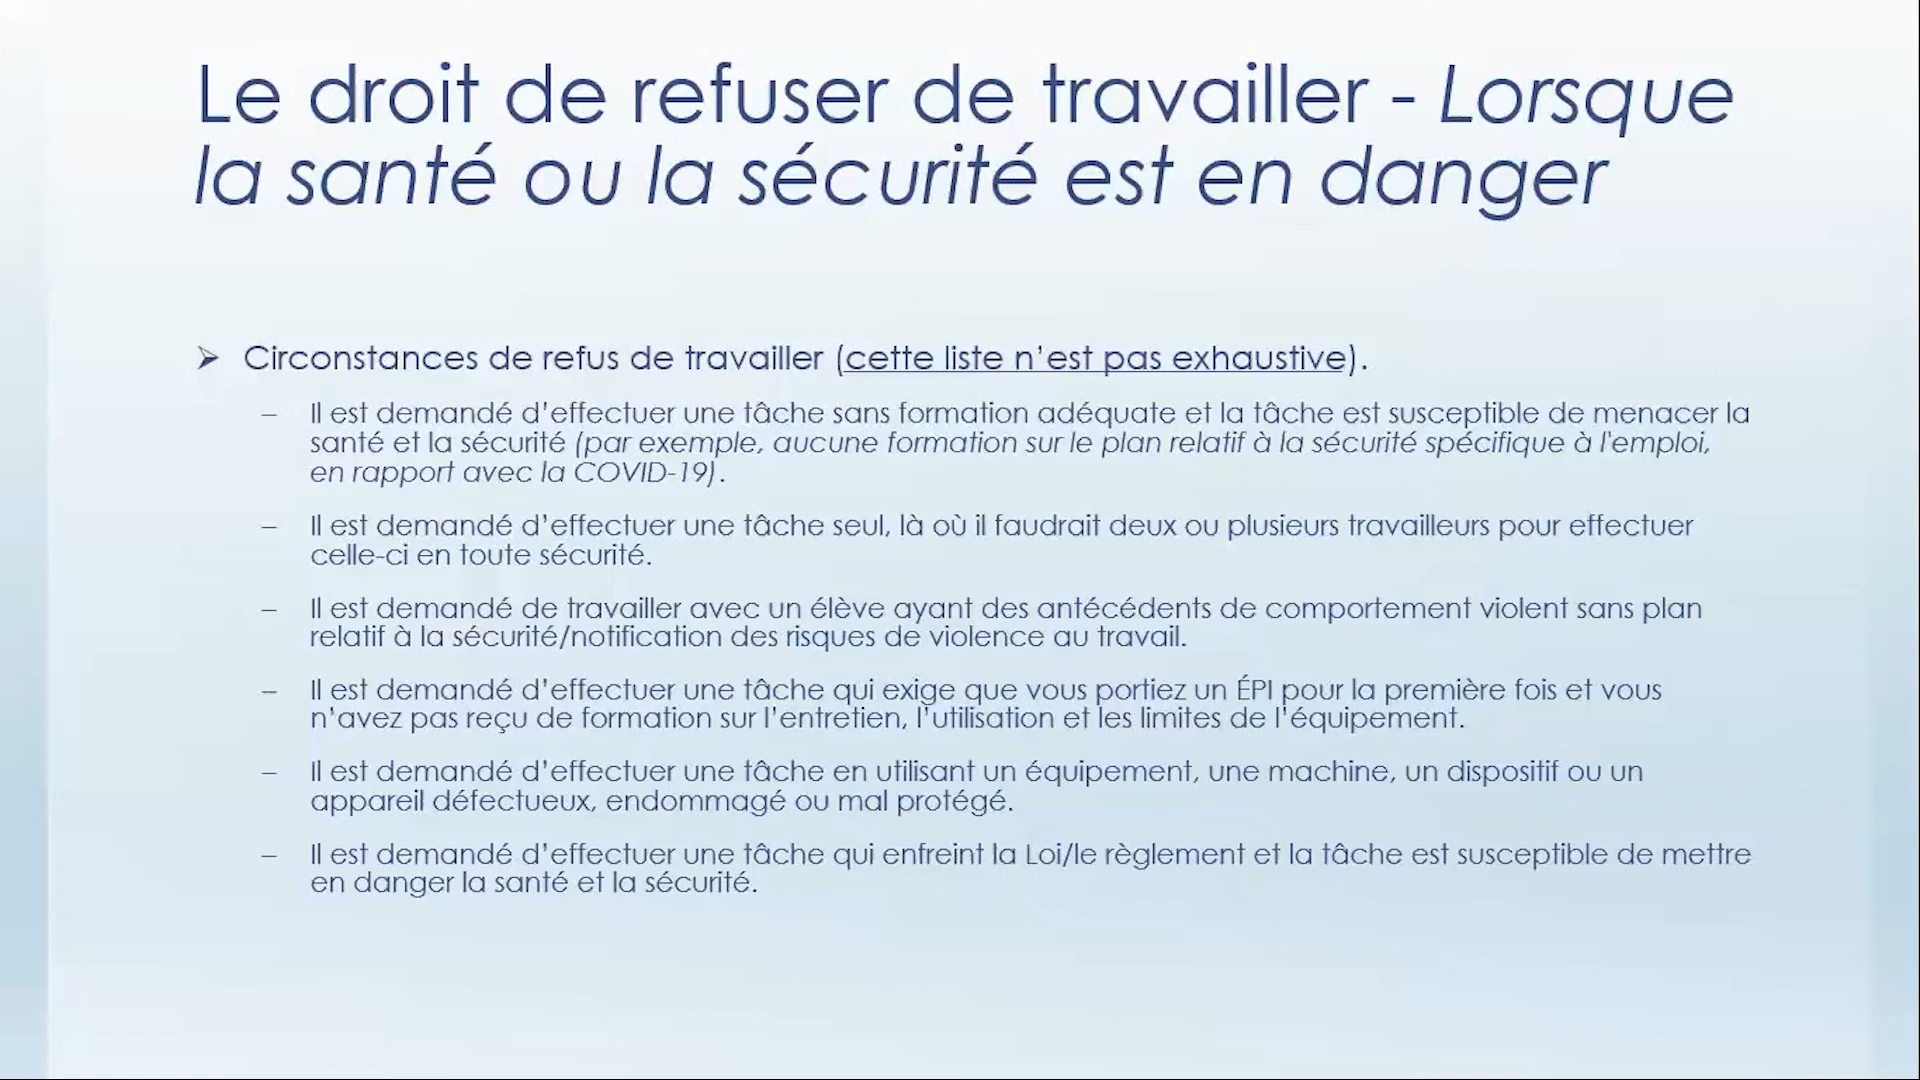 Le droit de refuser de travailler - Lorsque
la santé ou la sécurité est en danger
➢ Circonstances de refus de travailler (cette liste n'est pas exhaustive).
– Il est demandé d'effectuer une tâche sans formation adéquate et la tâche est susceptible de menacer la
santé et la sécurité (par exemple, aucune formation sur le plan relatif à la sécurité spécifique à l'emploi,
en rapport avec la COVID-19).
– Il est demandé d'effectuer une tâche seul, là où il faudrait deux ou plusieurs travailleurs pour effectuer
celle-ci en toute sécurité.
– Il est demandé de travailler avec un élève ayant des antécédents de comportement violent sans plan
relatif à la sécurité/notification des risques de violence au travail.
– Il est demandé d'effectuer une tâche qui exige que vous portiez un ÉPI pour la première fois et vous
n'avez pas reçu de formation sur l'entretien, l'utilisation et les limites de l'équipement.
– Il est demandé d'effectuer une tâche en utilisant un équipement, une machine, un dispositif ou un
appareil défectueux, endommagé ou mal protégé.
– Il est demandé d'effectuer une tâche qui enfreint la Loi/le règlement et la tâche est susceptible de mettre
en danger la santé et la sécurité.